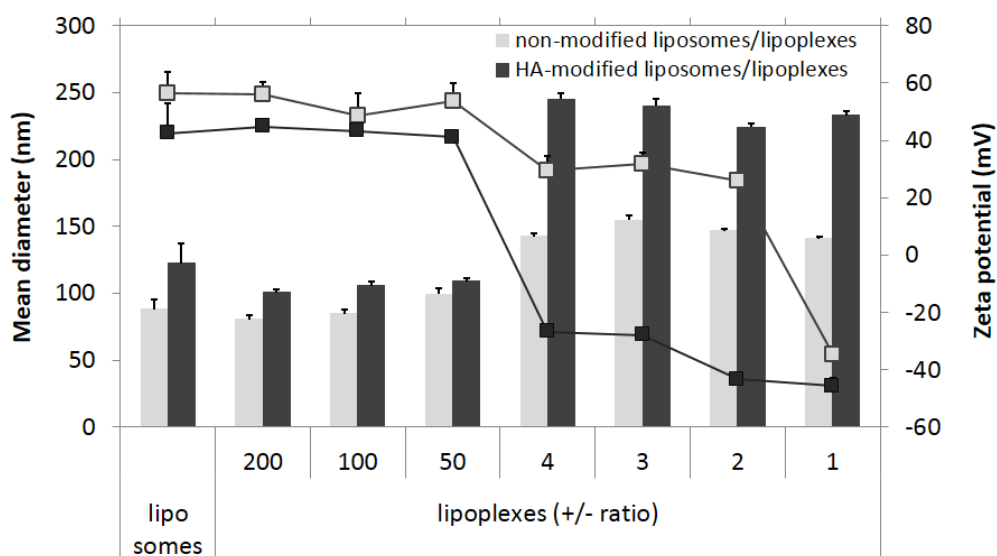 300
250
200
150
100
50
0
Mean diameter (nm)
non-modified liposomes/lipoplexes
HA-modified liposomes/lipoplexes
80
60
40
20
0
-20
-40
-60
Zeta potential (mV)
200 100 50 4 3 2 1
lipo
somes
lipoplexes (+/- ratio)